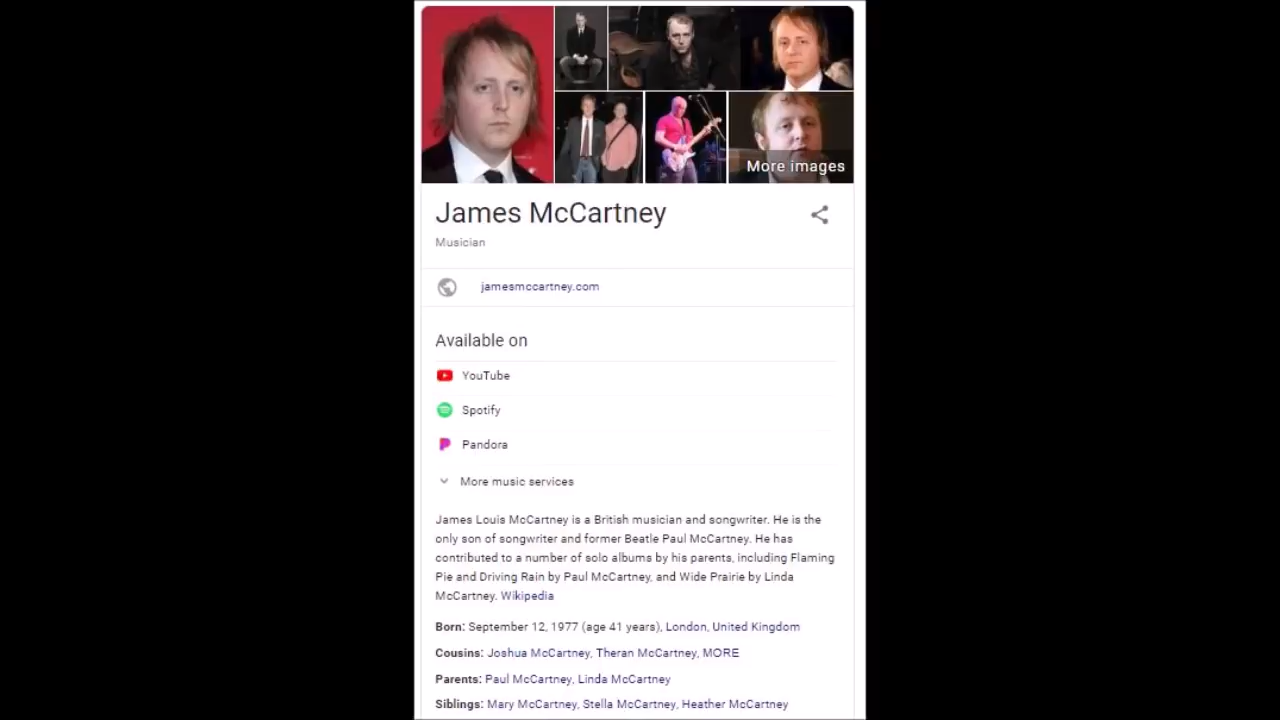 More images
James McCartney
Musician
jamesmccartney.com
Available on
YouTube
Spotify
Pandora
More music services
James Louis McCartney is a British musician and songwriter. He is the
only son of songwriter and former Beatle Paul McCartney. He has
contributed to a number of solo albums by his parents, including Flaming
Pie and Driving Rain by Paul McCartney, and Wide Prairie by Linda
McCartney. Wikipedia
Born: September 12, 1977 (age 41 years), London, United Kingdom
Cousins: Joshua McCartney, Theran McCartney, MORE
Parents: Paul McCartney, Linda McCartney
Siblings: Mary McCartney, Stella McCartney, Heather McCartney